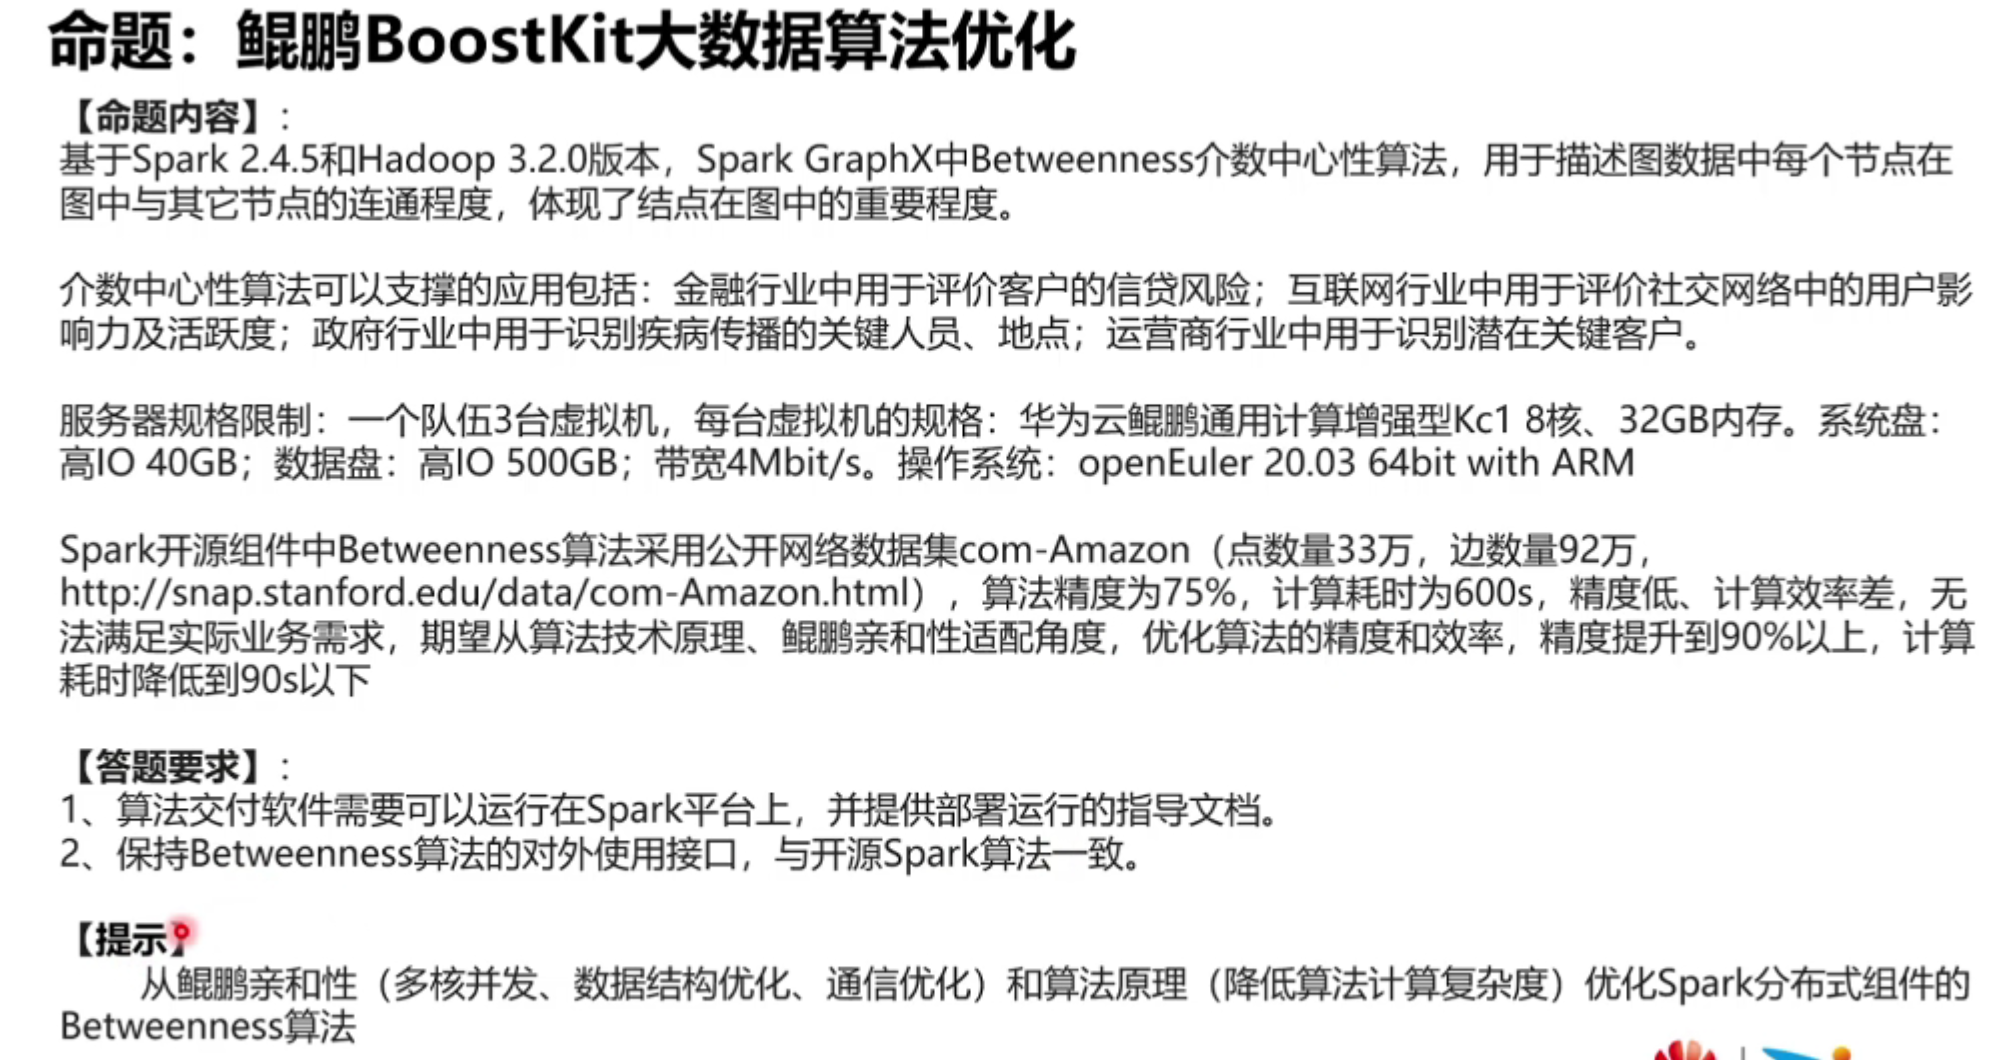 命题：鲲鹏BoostKit大数据算法优化
【命题内容】：
基于Spark 2.4.5和Hadoop 3.2.0版本，Spark GraphX中Betweenness介数中心性算法，用于描述图数据中每个节点在
图中与其它节点的连通程度，体现了结点在图中的重要程度。
介数中心性算法可以支撑的应用包括：金融行业中用于评价客户的信贷风险；互联网行业中用于评价社交网络中的用户影
响力及活跃度；政府行业中用于识别疾病传播的关键人员、地点；运营商行业中用于识别潜在关键客户。
服务器规格限制：一个队伍3台虚拟机，每台虚拟机的规格：华为云鲲鹏通用计算增强型Kc1 8核、32GB内存。系统盘：
高IO 40GB；数据盘：高IO 500GB；带宽4Mbit/s。操作系统：openEuler 20.03 64bit with ARM
Spark开源组件中Betweenness算法采用公开网络数据集com-Amazon（点数量33万，边数量92万，
http://snap.stanford.edu/data/com-Amazon.html），算法精度为75%，计算耗时为600s，精度低、计算效率差，无
法满足实际业务需求，期望从算法技术原理、鲲鹏亲和性适配角度，优化算法的精度和效率，精度提升到90%以上，计算
耗时降低到90s以下
【答题要求】：
1、算法交付软件需要可以运行在Spark平台上，并提供部署运行的指导文档。
2、保持Betweenness算法的对外使用接口，与开源Spark算法一致。
【提示】
从鲲鹏亲和性（多核并发、数据结构优化、通信优化）和算法原理（降低算法计算复杂度）优化Spark分布式组件的
Betweenness算法